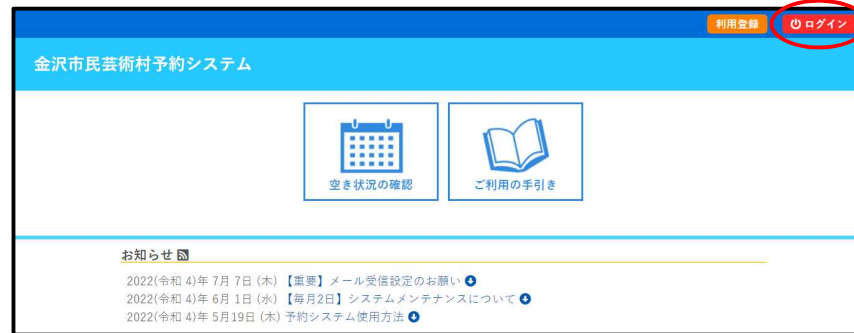 利用登録 ログイン
金沢市民芸術村予約システム
空き状況の確認 ご利用の手引き
お知らせ
2022(令和 4)年 7月 7日 (木) 【重要】メール受信設定のお願い
2022(令和 4)年 6月 1日 (水) 【毎月2日】システムメンテナンスについて
2022(令和 4)年 5月19日 (木) 予約システム使用方法